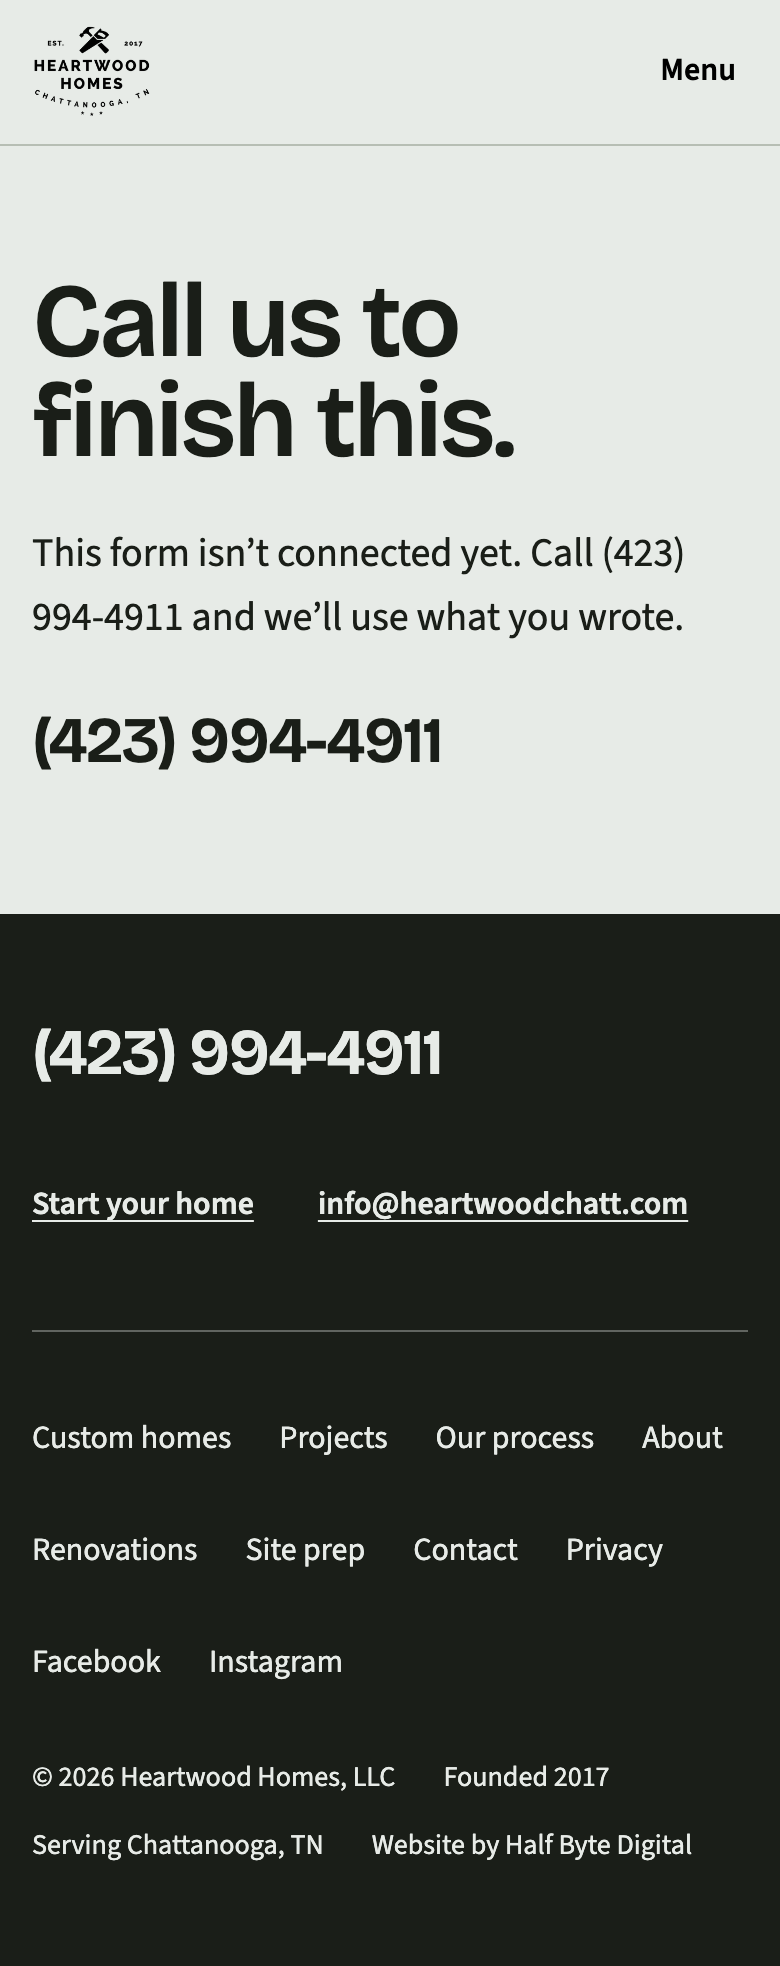 EST. 2017
HEARTWOOD
HOMES
CHATTANOOGA, TN
Menu
Call us to
finish this.
This form isn’t connected yet. Call (423)
994-4911 and we’ll use what you wrote.
(423) 994-4911
(423) 994-4911
Start your home info@heartwoodchatt.com
Custom homes Projects Our process About
Renovations Site prep Contact Privacy
Facebook Instagram
© 2026 Heartwood Homes, LLC Founded 2017
Serving Chattanooga, TN Website by Half Byte Digital